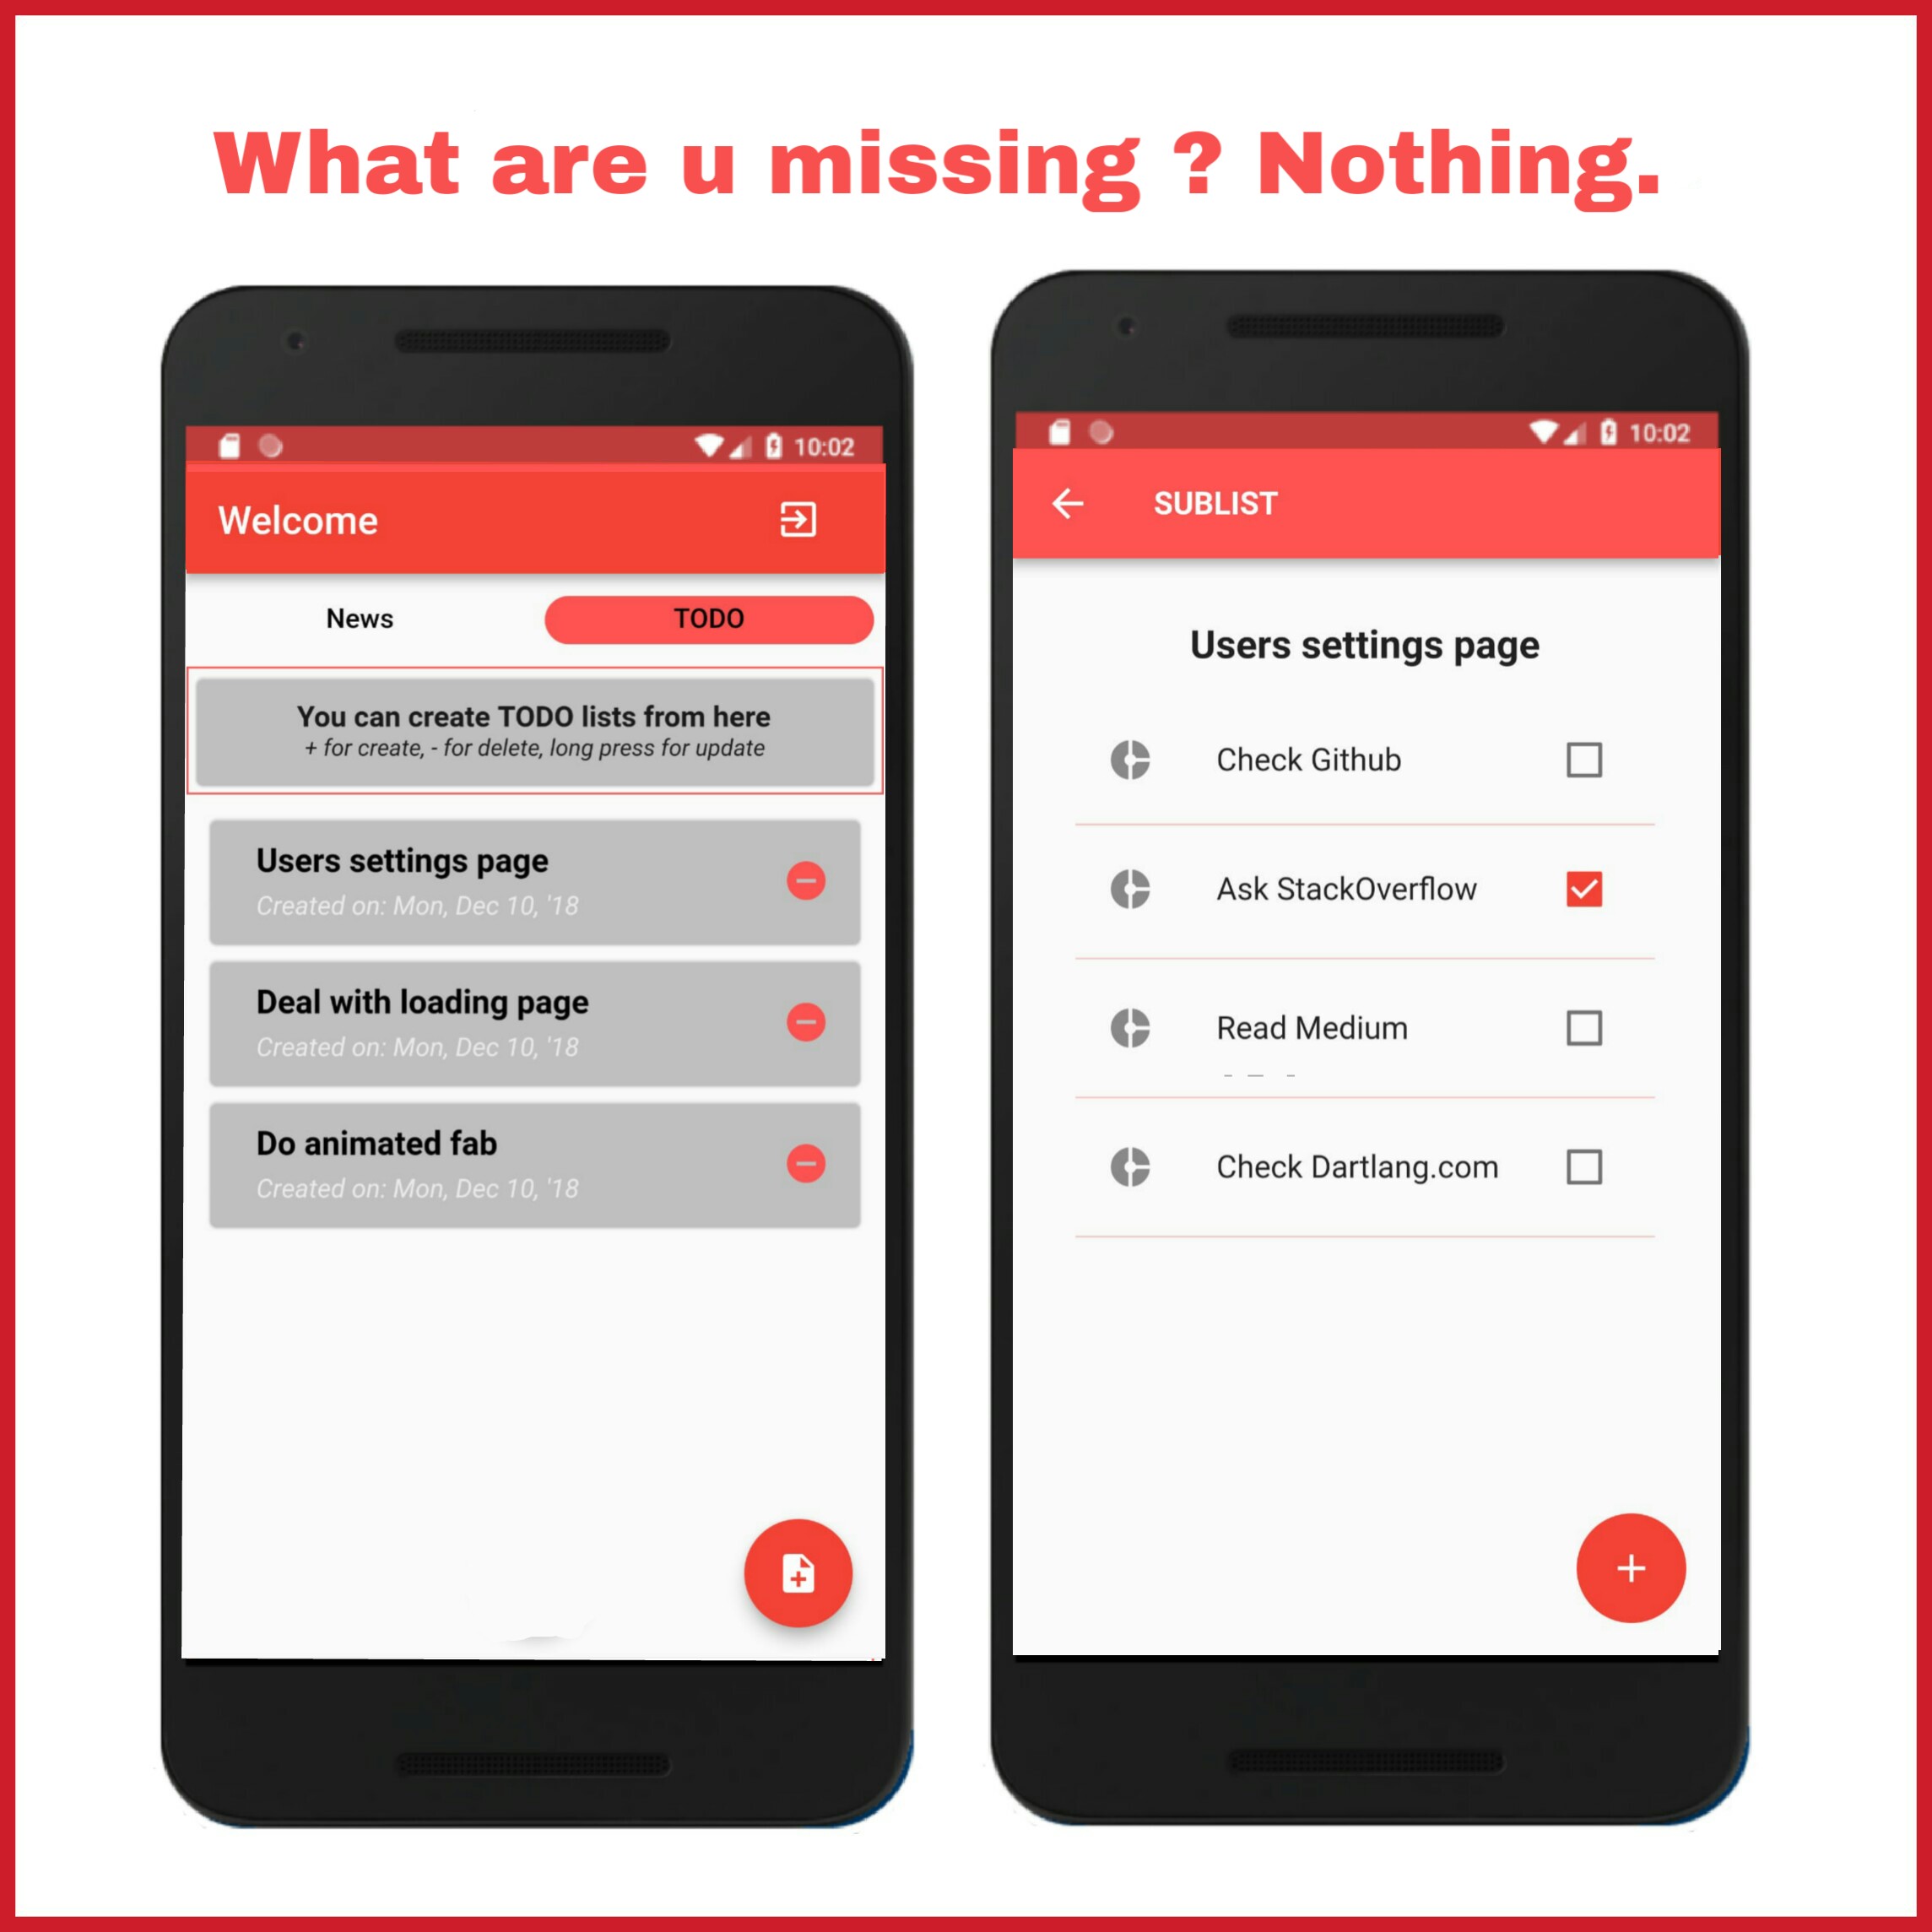 What are u missing ? Nothing.
10:02
Welcome
News
TODO
You can create TODO lists from here
+ for create, - for delete, long press for update
Users settings page
Created on: Mon, Dec 10, '18
Deal with loading page
Created on: Mon, Dec 10, '18
Do animated fab
Created on: Mon, Dec 10, '18
10:02
SUBLIST
Users settings page
Check Github
Ask StackOverflow
Read Medium
Check Dartlang.com